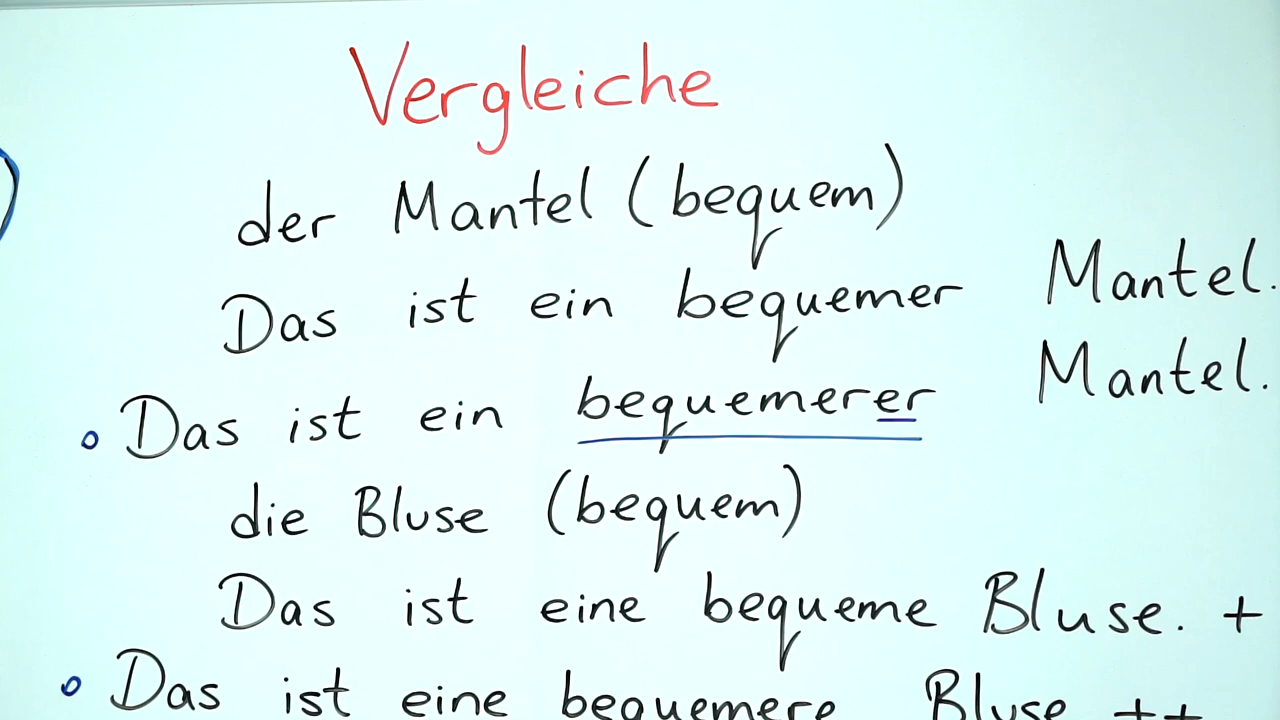 Vergleiche
der Mantel (bequem)
Das ist ein bequemer Mantel.
Das ist ein bequemerer Mantel.
die Bluse (bequem)
Das ist eine bequeme Bluse. +
Das ist eine bequemere Bluse ++